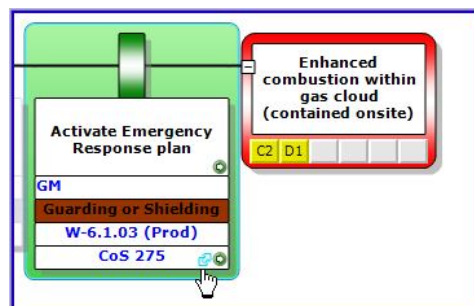 Enhanced
combustion within
gas cloud
(contained onsite)
C2 D1
Activate Emergency
Response plan
GM
Guarding or Shielding
W-6.1.03 (Prod)
CoS 275